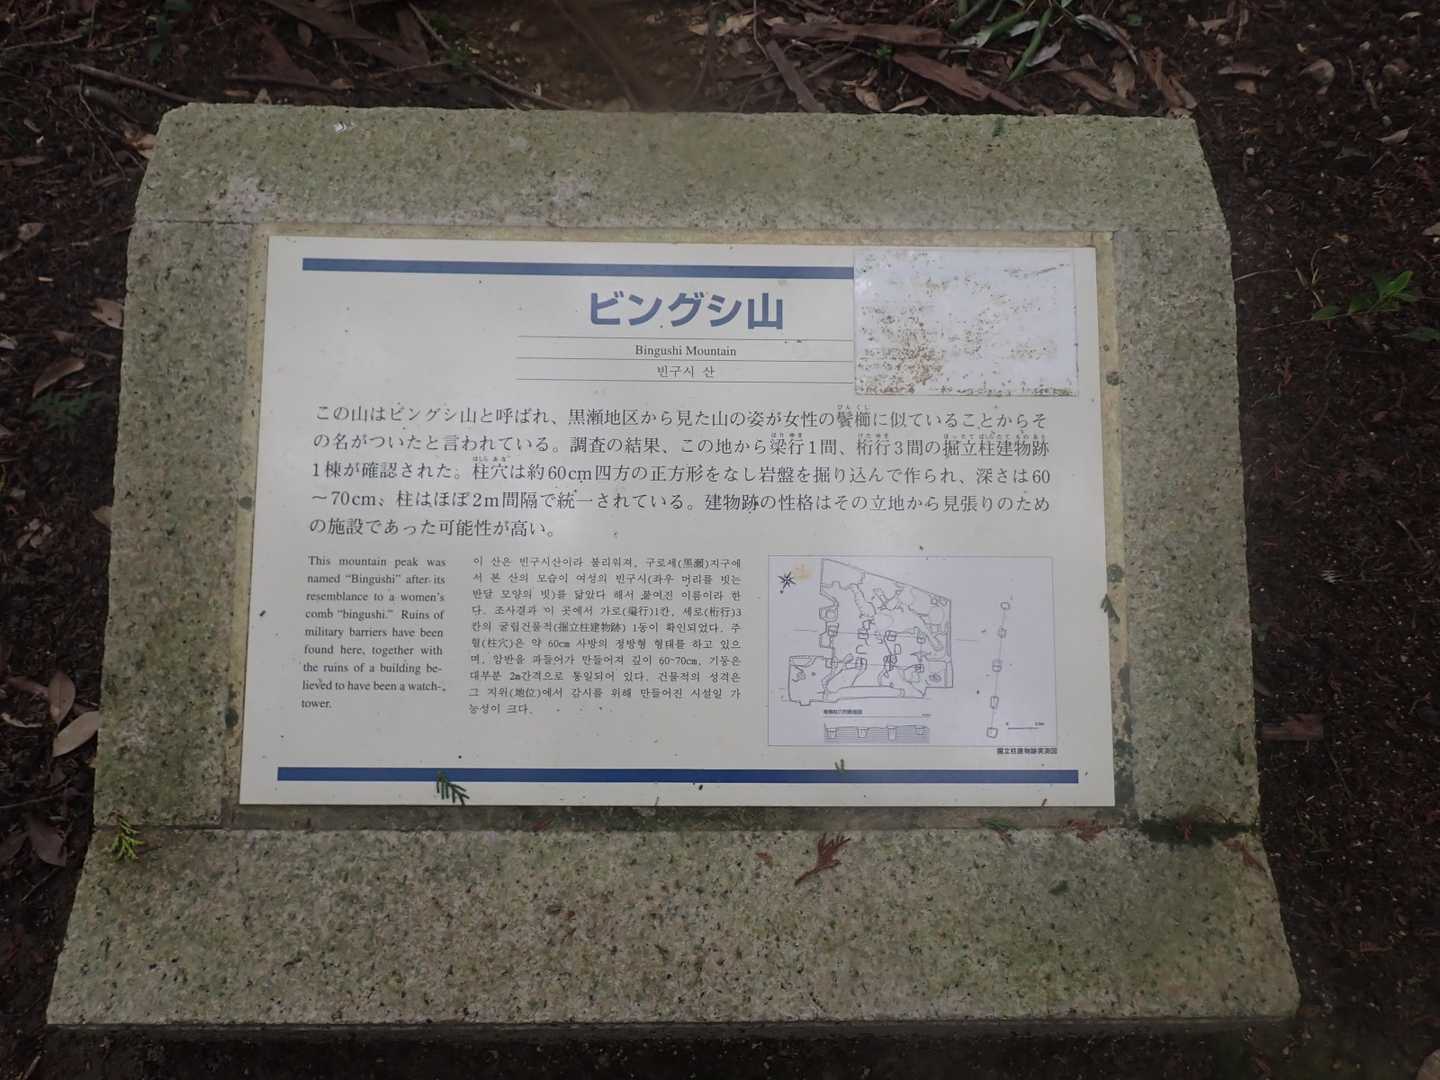 ビングシ山
Bingushi Mountain
빈구시 산
この山はビングシ山と呼ばれ、黒瀬地区から見た山の姿が女性の鬢櫛に似ていることからそ
の名がついたと言われている。調査の結果、この地から梁行1間、桁行3間の掘立柱建物跡
1棟が確認された。柱穴は約60cm四方の正方形をなし岩盤を掘り込んで作られ、深さは60
～70cm、柱はほぼ2m間隔で統一されている。建物跡の性格はその立地から見張りのため
の施設であった可能性が高い。
This mountain peak was
named “Bingushi” after its
resemblance to a women’s
comb “bingushi.” Ruins of
military barriers have been
found here, together with
the ruins of a building be-
lieved to have been a watch-
tower.
이 산은 빈구시산이라 불리워져, 구로세(黒瀬)지구에
서 본 산의 모습이 여성의 빈구시(좌우 머리를 빗는
반달 모양의 빗)를 닮았다 해서 붙여진 이름이라 한
다. 조사결과 이 곳에서 가로(梁行)1칸, 세로(桁行)3
칸의 굴립건물적(掘立柱建物跡) 1동이 확인되었다. 주
혈(柱穴)은 약 60cm 사방의 정방형 형태를 하고 있으
며, 암반을 파들어가 만들어져 깊이 60~70cm, 기둥은
대부분 2m간격으로 통일되어 있다. 건물적의 성격은
그 지위(地位)에서 감시를 위해 만들어진 시설일 가
능성이 크다.
掘立柱建物跡実測図